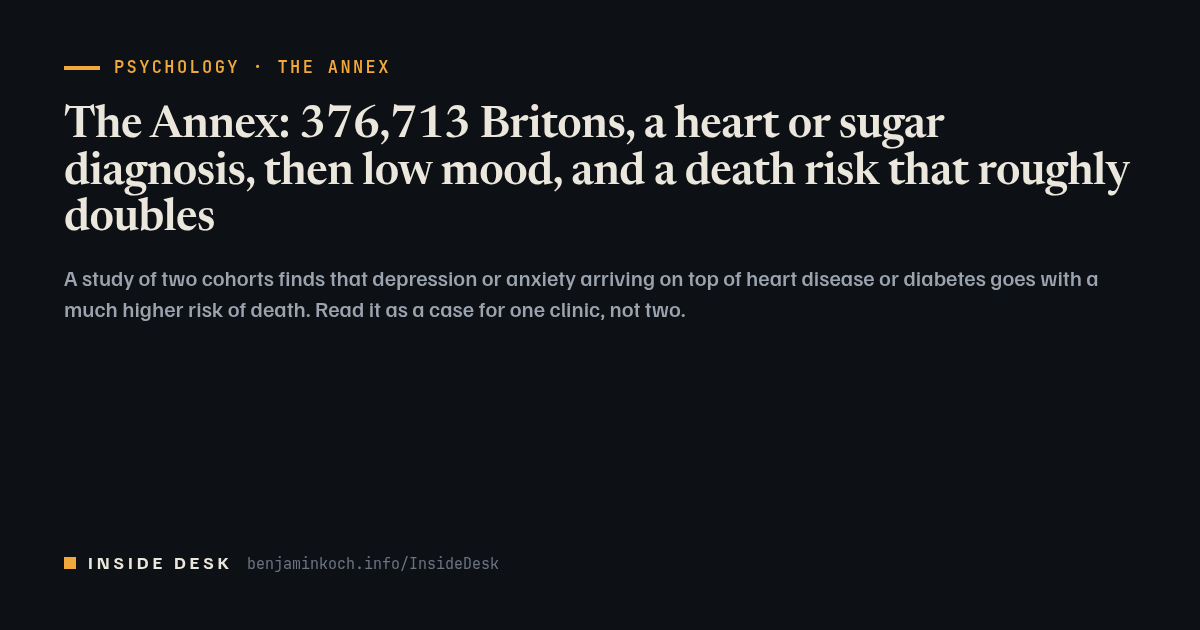 PSYCHOLOGY · THE ANNEX
The Annex: 376,713 Britons, a heart or sugar
diagnosis, then low mood, and a death risk that roughly
doubles
A study of two cohorts finds that depression or anxiety arriving on top of heart disease or diabetes goes with a
much higher risk of death. Read it as a case for one clinic, not two.
INSIDE DESK benjaminkoch.info/InsideDesk